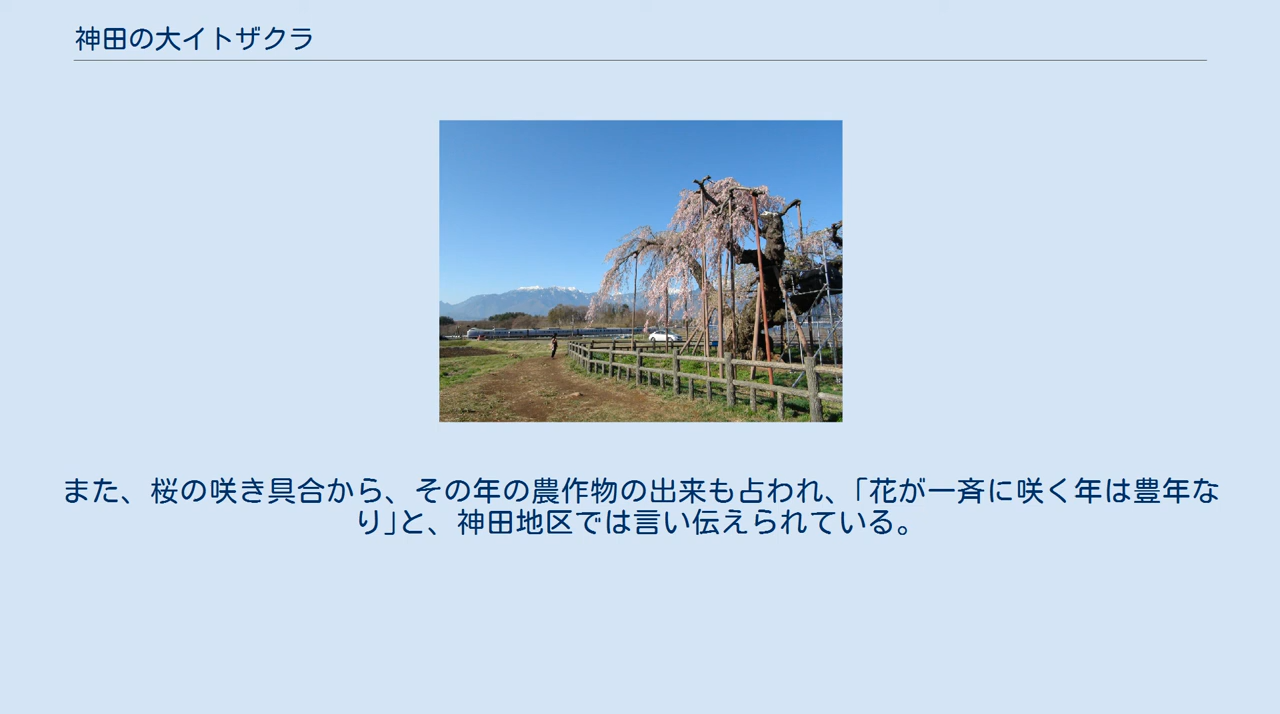 神田の大イトザクラ
また、桜の咲き具合から、その年の農作物の出来も占われ、｢花が一斉に咲く年は豊年な
り｣と、神田地区では言い伝えられている。